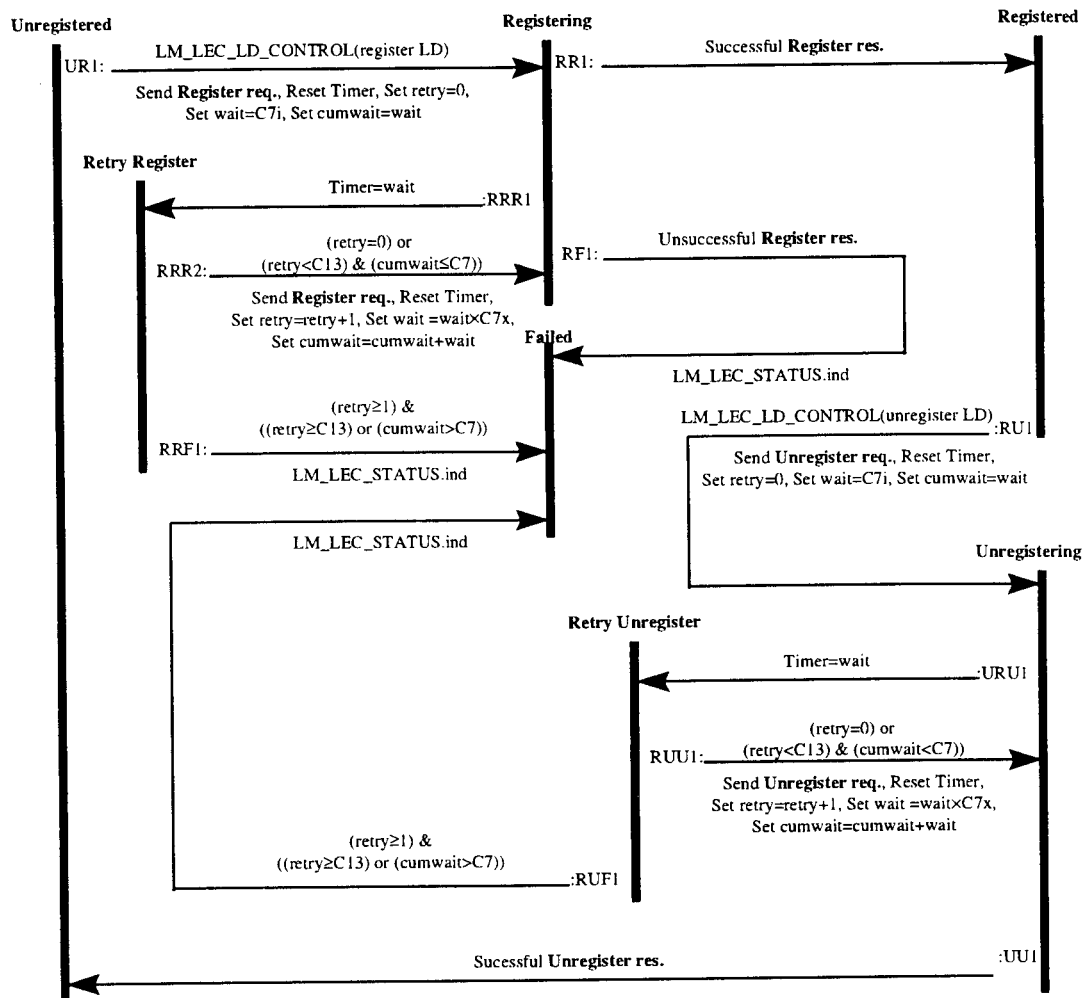 Unregistered
Registering
Registered
UR1:
LM_LEC_LD_CONTROL(register LD)
Send Register req., Reset Timer, Set retry=0,
Set wait=C7i, Set cumwait=wait
RR1:
Successful Register res.
Retry Register
Timer=wait
:RRR1
RRR2:
(retry=0) or
(retry<C13) & (cumwait≤C7))
Send Register req., Reset Timer,
Set retry=retry+1, Set wait =wait×C7x,
Set cumwait=cumwait+wait
RF1:
Unsuccessful Register res.
Failed
LM_LEC_STATUS.ind
RRF1:
(retry≥1) &
((retry≥C13) or (cumwait>C7))
LM_LEC_STATUS.ind
LM_LEC_LD_CONTROL(unregister LD)
:RU1
Send Unregister req., Reset Timer,
Set retry=0, Set wait=C7i, Set cumwait=wait
LM_LEC_STATUS.ind
Unregistering
Retry Unregister
Timer=wait
:URU1
RUU1:
(retry=0) or
(retry<C13) & (cumwait<C7))
Send Unregister req., Reset Timer,
Set retry=retry+1, Set wait =wait×C7x,
Set cumwait=cumwait+wait
(retry≥1) &
((retry≥C13) or (cumwait>C7))
:RUF1
Sucessful Unregister res.
:UU1